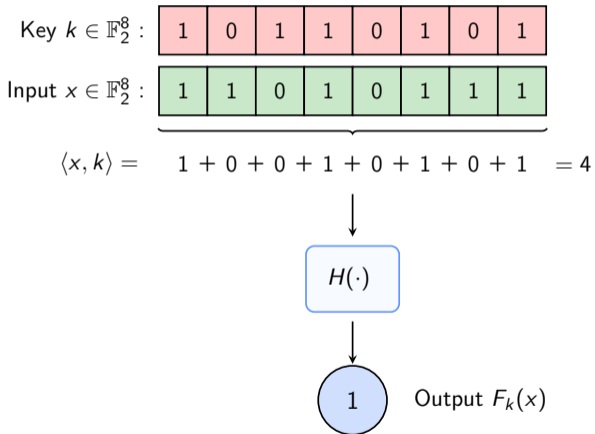 Key k ∈ 𝔽₂⁸ : 1 0 1 1 0 1 0 1
Input x ∈ 𝔽₂⁸ : 1 1 0 1 0 1 1 1
⟨x, k⟩ = 1 + 0 + 0 + 1 + 0 + 1 + 0 + 1 = 4
H(·)
1 Output Fₖ(x)